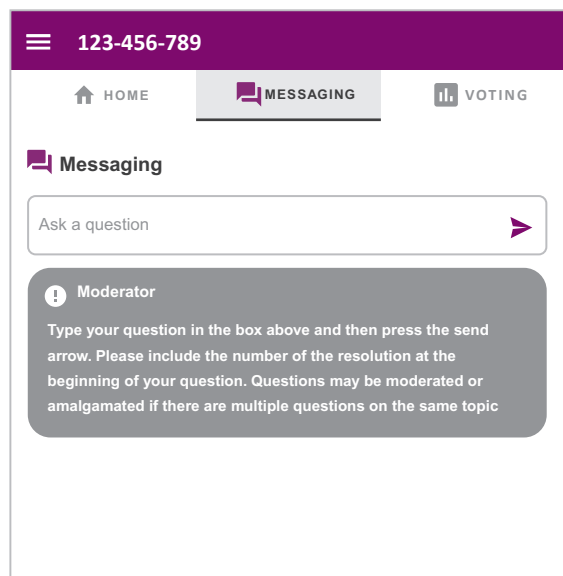 123-456-789
HOME MESSAGING VOTING
Messaging
Ask a question
Moderator
Type your question in the box above and then press the send
arrow. Please include the number of the resolution at the
beginning of your question. Questions may be moderated or
amalgamated if there are multiple questions on the same topic